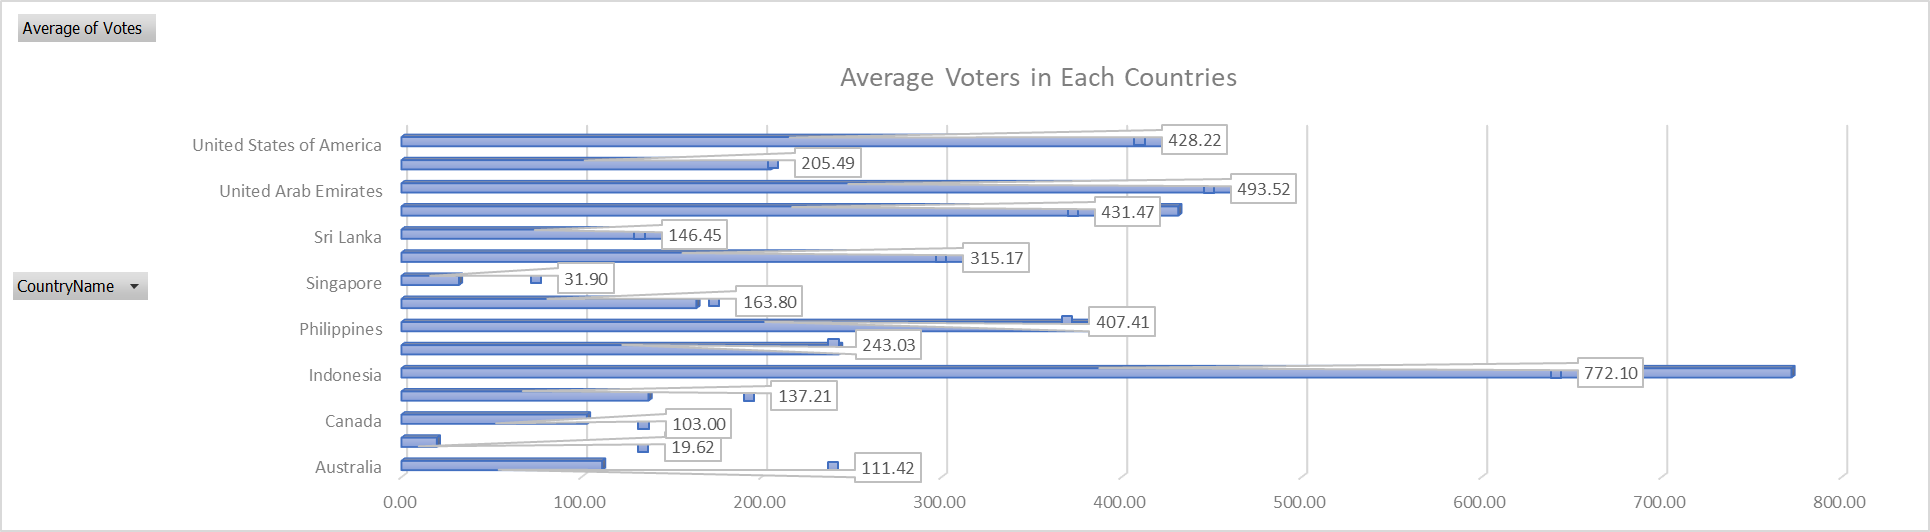 Average of Votes
Average Voters in Each Countries
United States of America
428.22
205.49
United Arab Emirates
493.52
431.47
Sri Lanka
146.45
315.17
CountryName
Singapore
31.90
163.80
Philippines
407.41
243.03
Indonesia
772.10
137.21
Canada
103.00
19.62
Australia
111.42
0.00 100.00 200.00 300.00 400.00 500.00 600.00 700.00 800.00